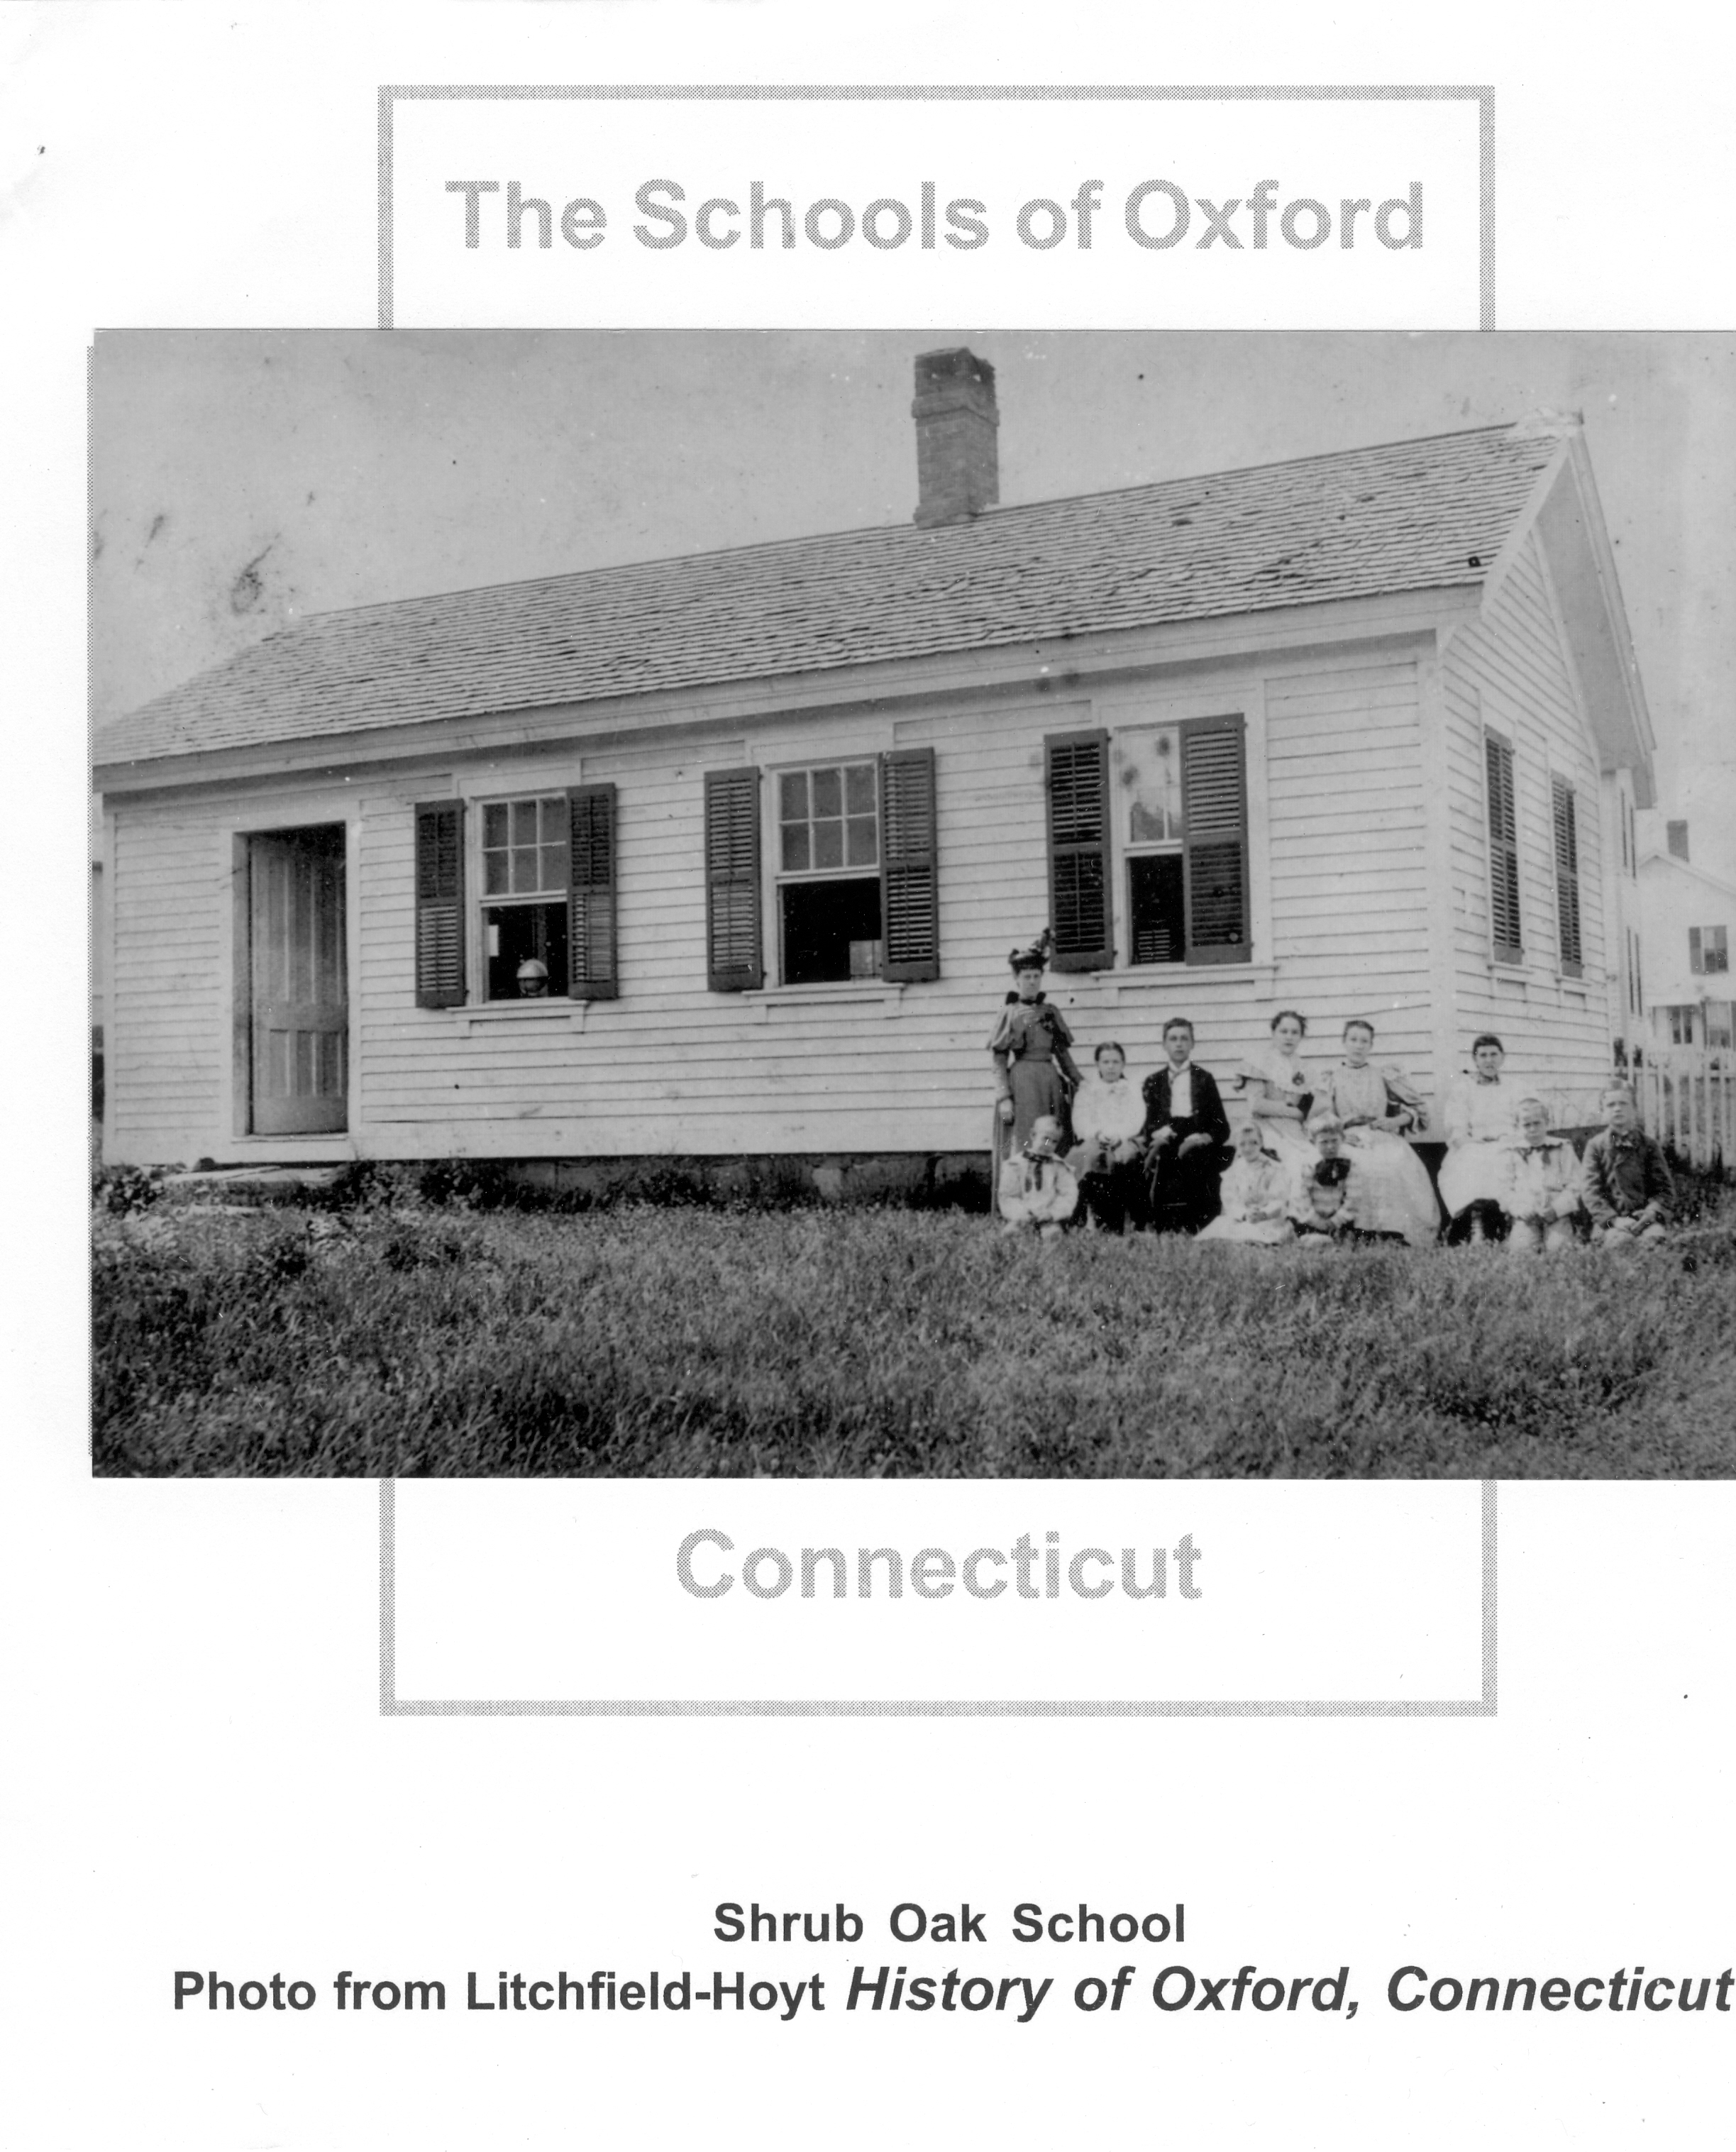 The Schools of Oxford
Connecticut
Shrub Oak School
Photo from Litchfield-Hoyt History of Oxford, Connecticut